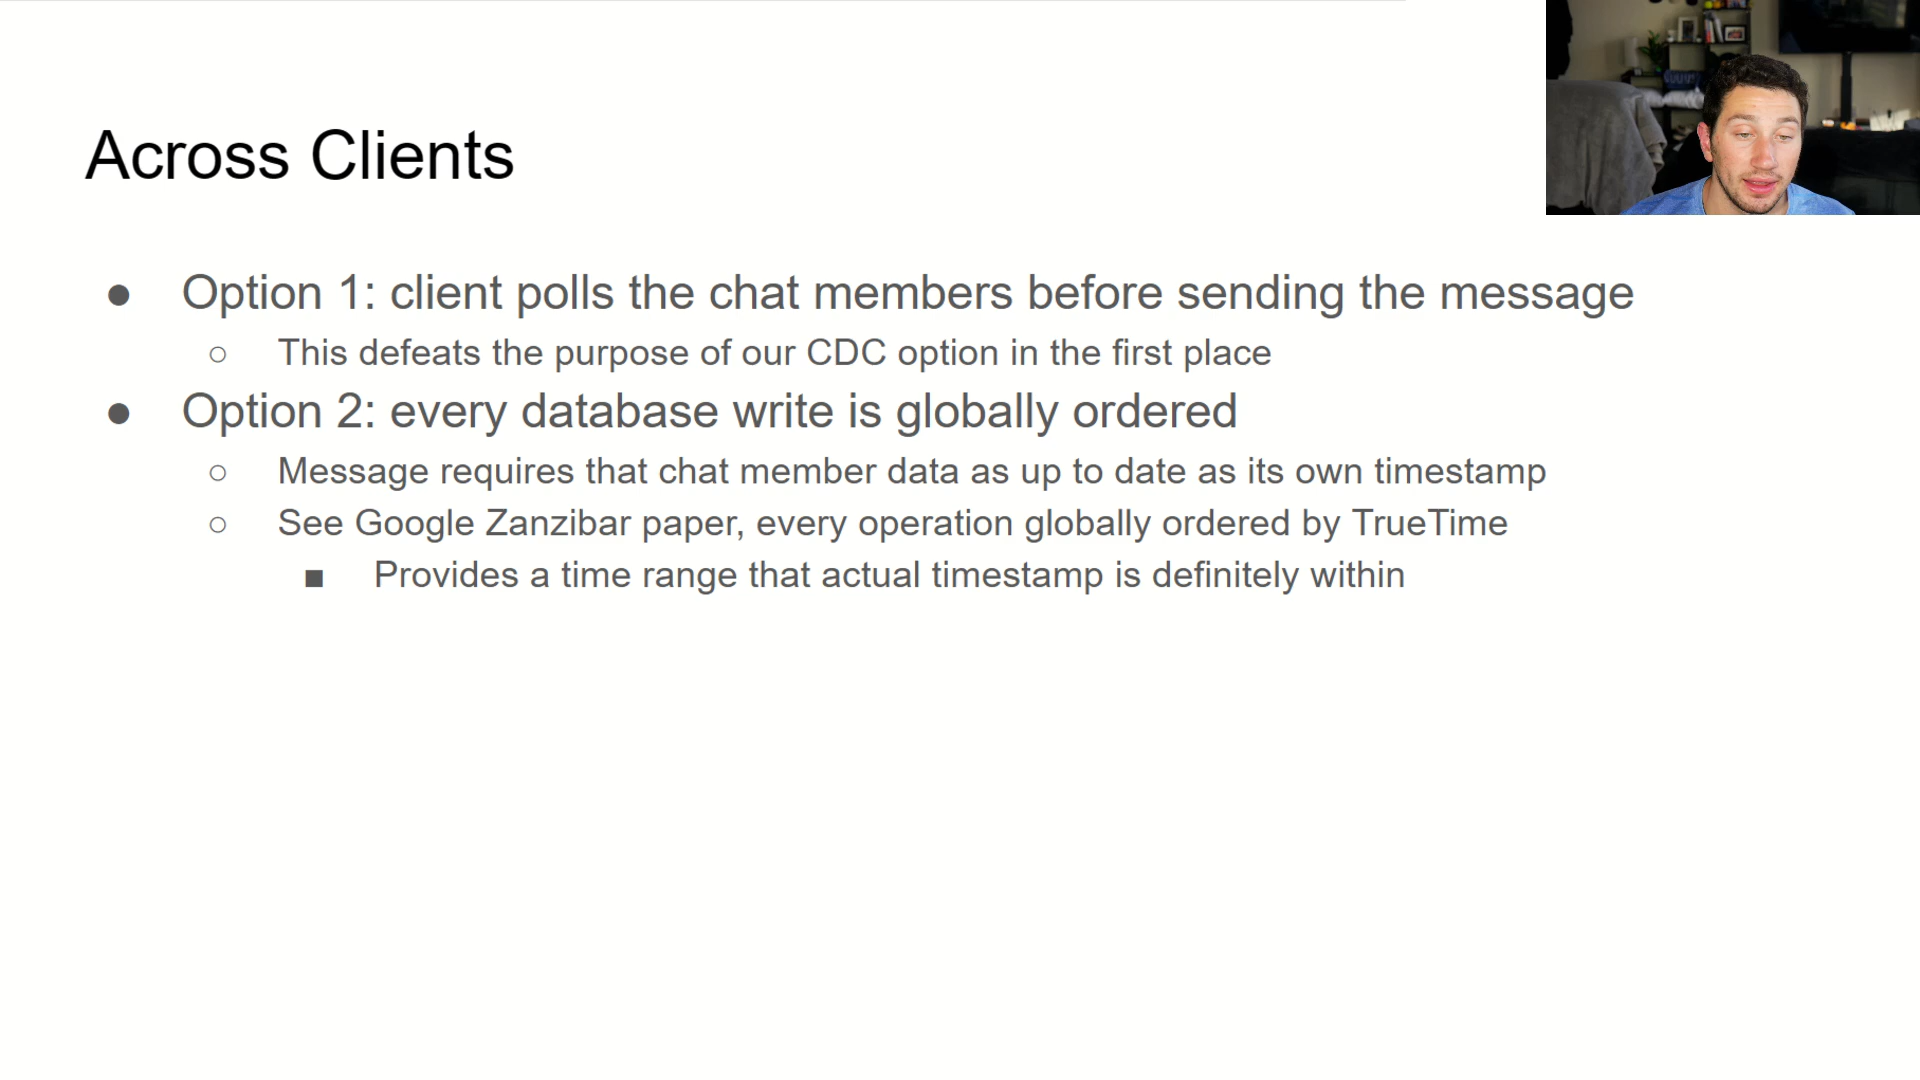 Across Clients
● Option 1: client polls the chat members before sending the message
○ This defeats the purpose of our CDC option in the first place
● Option 2: every database write is globally ordered
○ Message requires that chat member data as up to date as its own timestamp
○ See Google Zanzibar paper, every operation globally ordered by TrueTime
■ Provides a time range that actual timestamp is definitely within